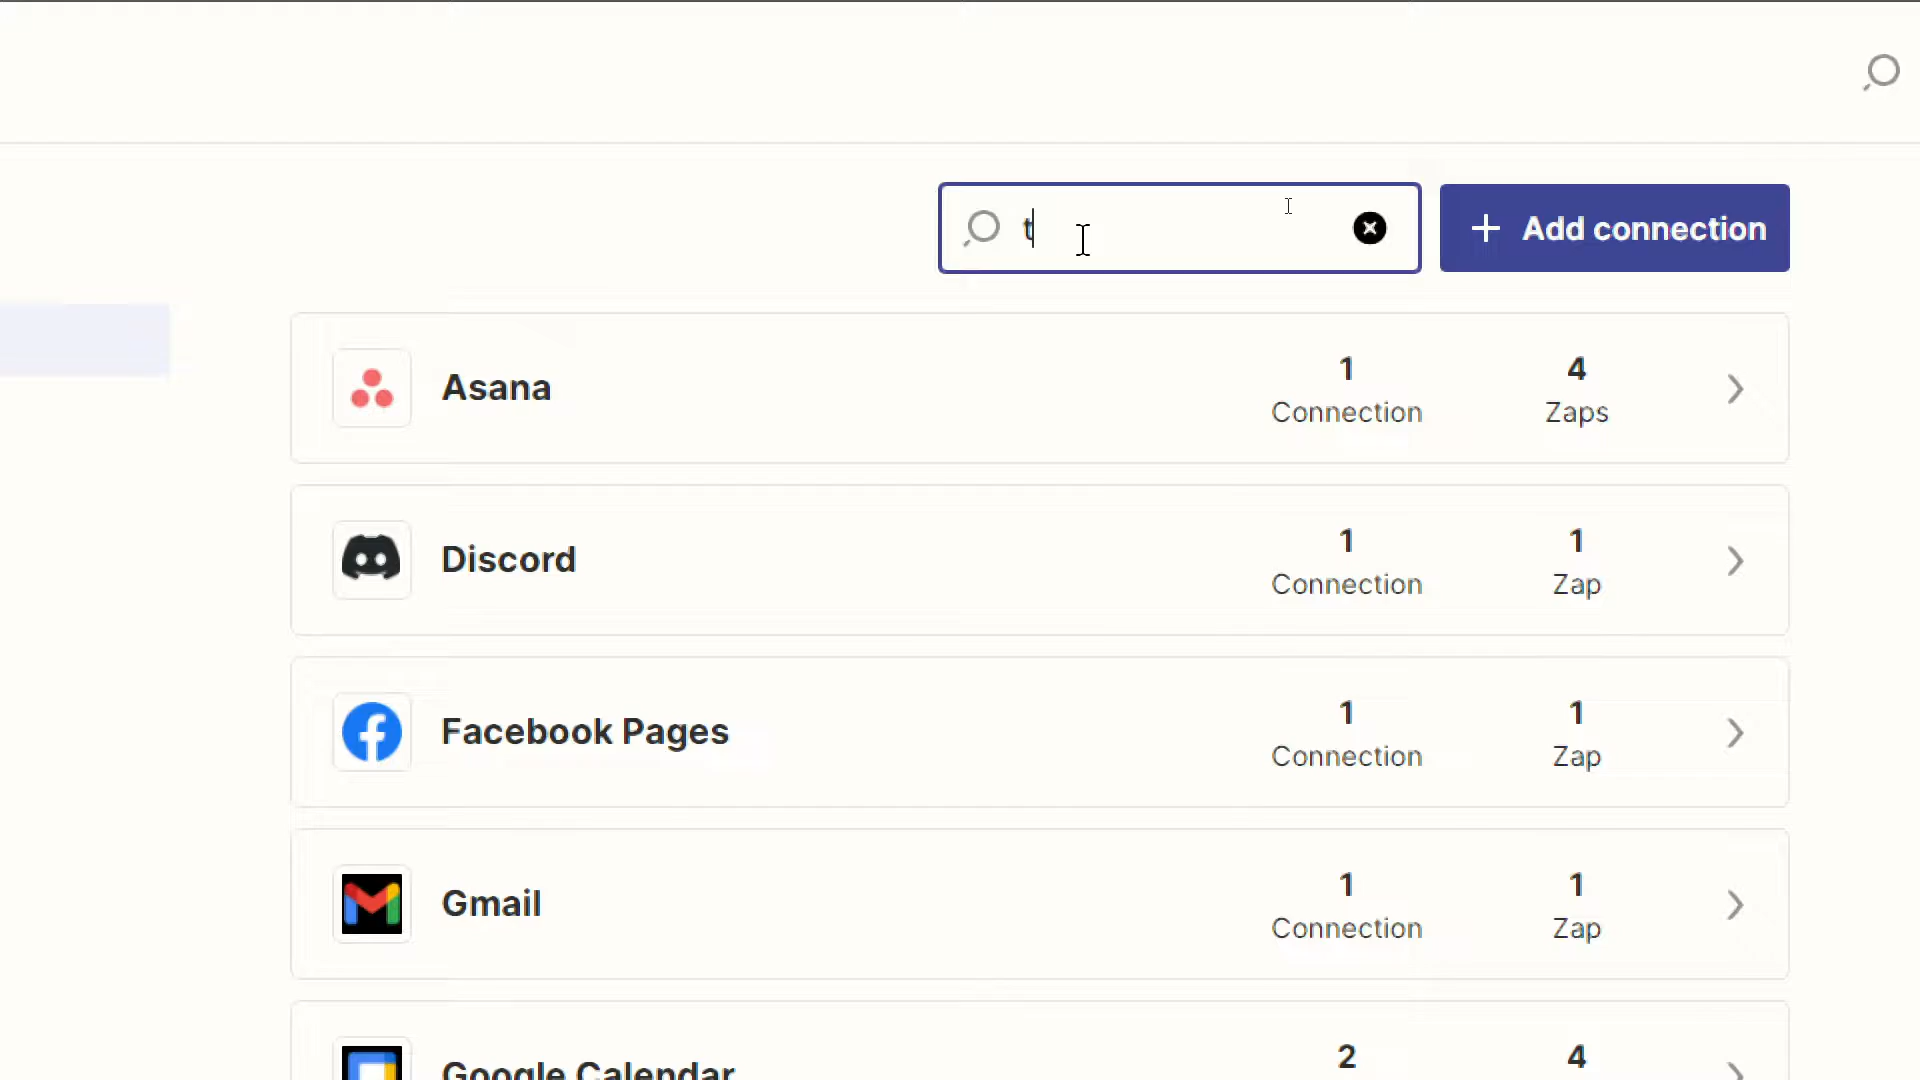 t
+ Add connection
Asana
1
Connection
4
Zaps
Discord
1
Connection
1
Zap
Facebook Pages
1
Connection
1
Zap
Gmail
1
Connection
1
Zap
Google Calendar
2
4